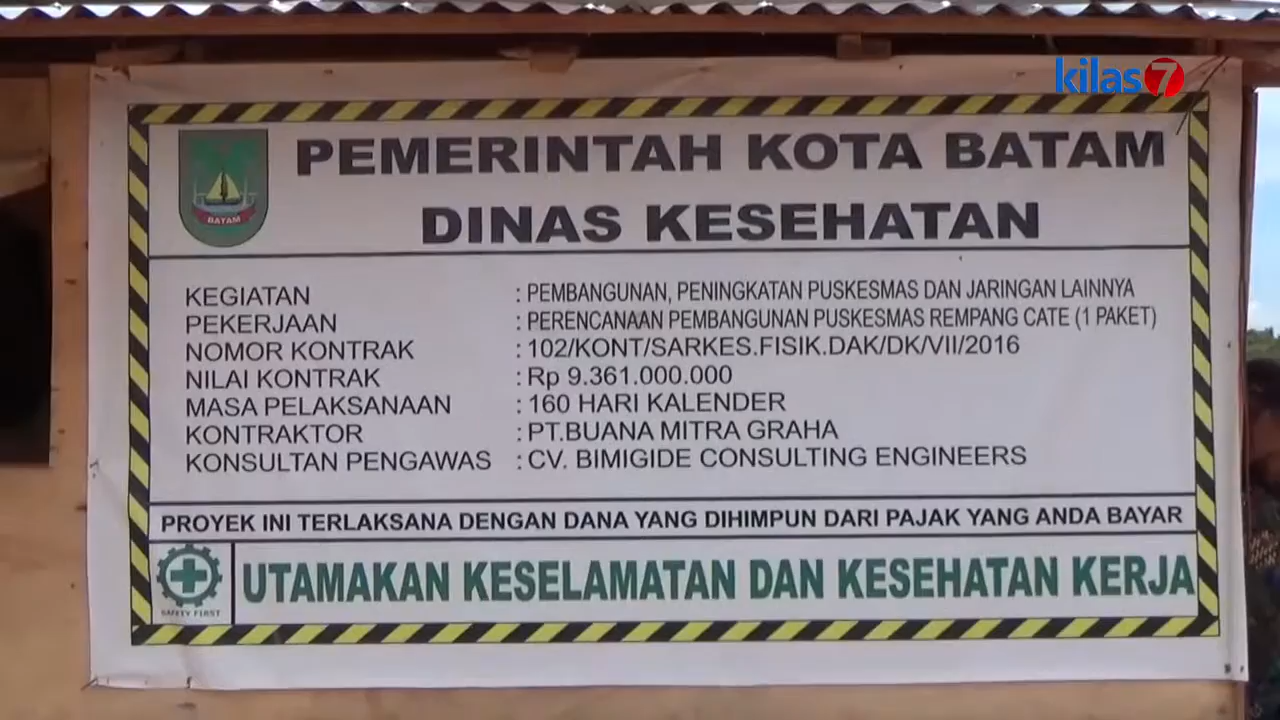 kilas7
PEMERINTAH KOTA BATAM
DINAS KESEHATAN
BATAM
KEGIATAN : PEMBANGUNAN, PENINGKATAN PUSKESMAS DAN JARINGAN LAINNYA
PEKERJAAN : PERENCANAAN PEMBANGUNAN PUSKESMAS REMPANG CATE (1 PAKET)
NOMOR KONTRAK : 102/KONT/SARKES.FISIK.DAK/DK/VII/2016
NILAI KONTRAK : Rp 9.361.000.000
MASA PELAKSANAAN : 160 HARI KALENDER
KONTRAKTOR : PT.BUANA MITRA GRAHA
KONSULTAN PENGAWAS : CV. BIMIGIDE CONSULTING ENGINEERS
PROYEK INI TERLAKSANA DENGAN DANA YANG DIHIMPUN DARI PAJAK YANG ANDA BAYAR
SAFETY FIRST
UTAMAKAN KESELAMATAN DAN KESEHATAN KERJA